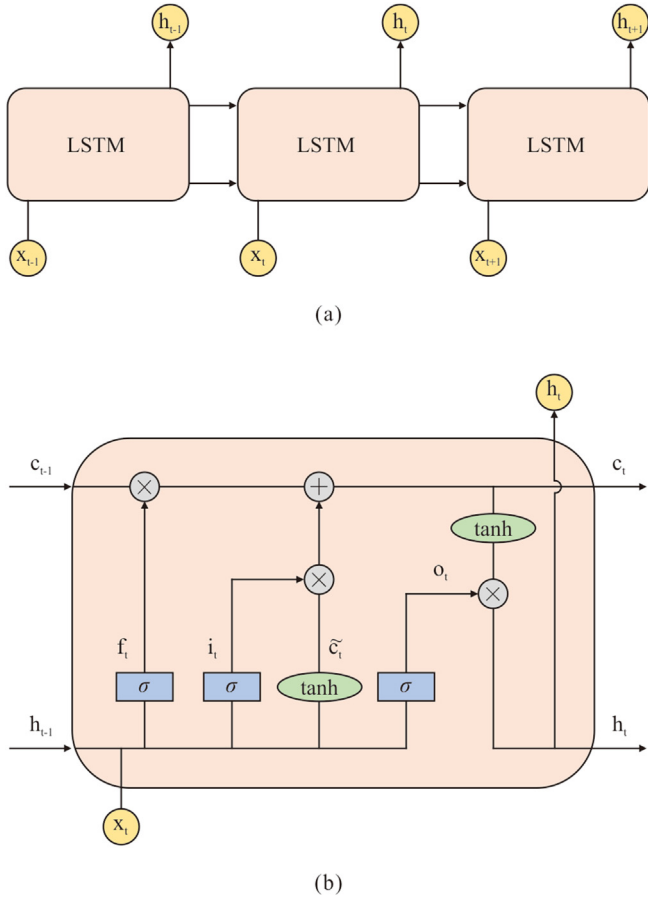 h_{t-1} h_t h_{t+1}
LSTM LSTM LSTM
x_{t-1} x_t x_{t+1}
(a)
h_t
c_{t-1} × + c_t
tanh
× o_t ×
f_t i_t c̃_t
σ σ tanh σ
h_{t-1} h_t
x_t
(b)